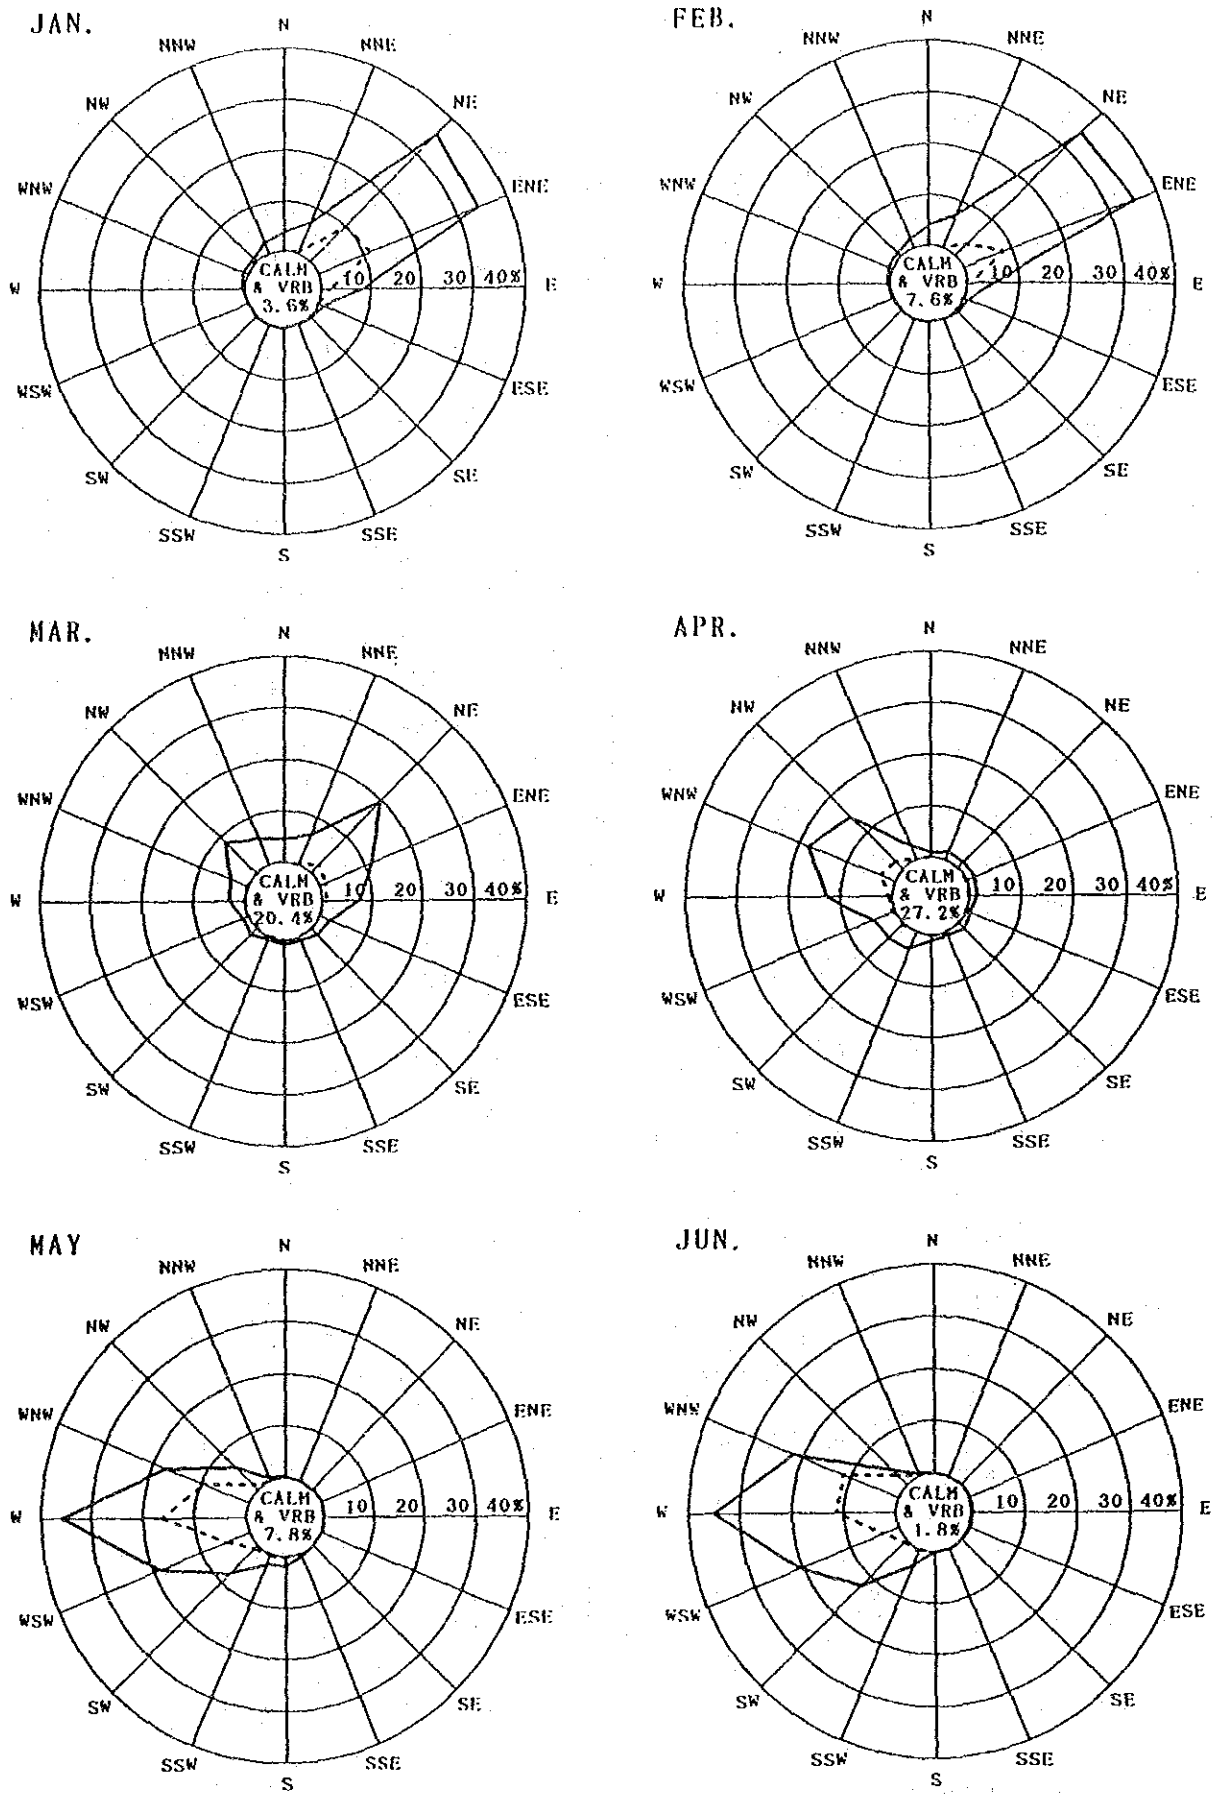 JAN.
N
NNW
NNE
NW
NE
WNW
ENE
CALM
& VRB
3.6%
10 20 30 40%
W
E
WSW
ESE
SW
SE
SSW
SSE
S
FEB.
N
NNW
NNE
NW
NE
WNW
ENE
CALM
& VRB
7.6%
10 20 30 40%
W
E
WSW
ESE
SW
SE
SSW
SSE
S
MAR.
N
NNW
NNE
NW
NE
WNW
ENE
CALM
& VRB
20.4%
10 20 30 40%
W
E
WSW
ESE
SW
SE
SSW
SSE
S
APR.
N
NNW
NNE
NW
NE
WNW
ENE
CALM
& VRB
27.2%
10 20 30 40%
W
E
WSW
ESE
SW
SE
SSW
SSE
S
MAY
N
NNW
NNE
NW
NE
WNW
ENE
CALM
& VRB
7.8%
10 20 30 40%
W
E
WSW
ESE
SW
SE
SSW
SSE
S
JUN.
N
NNW
NNE
NW
NE
WNW
ENE
CALM
& VRB
1.8%
10 20 30 40%
W
E
WSW
ESE
SW
SE
SSW
SSE
S